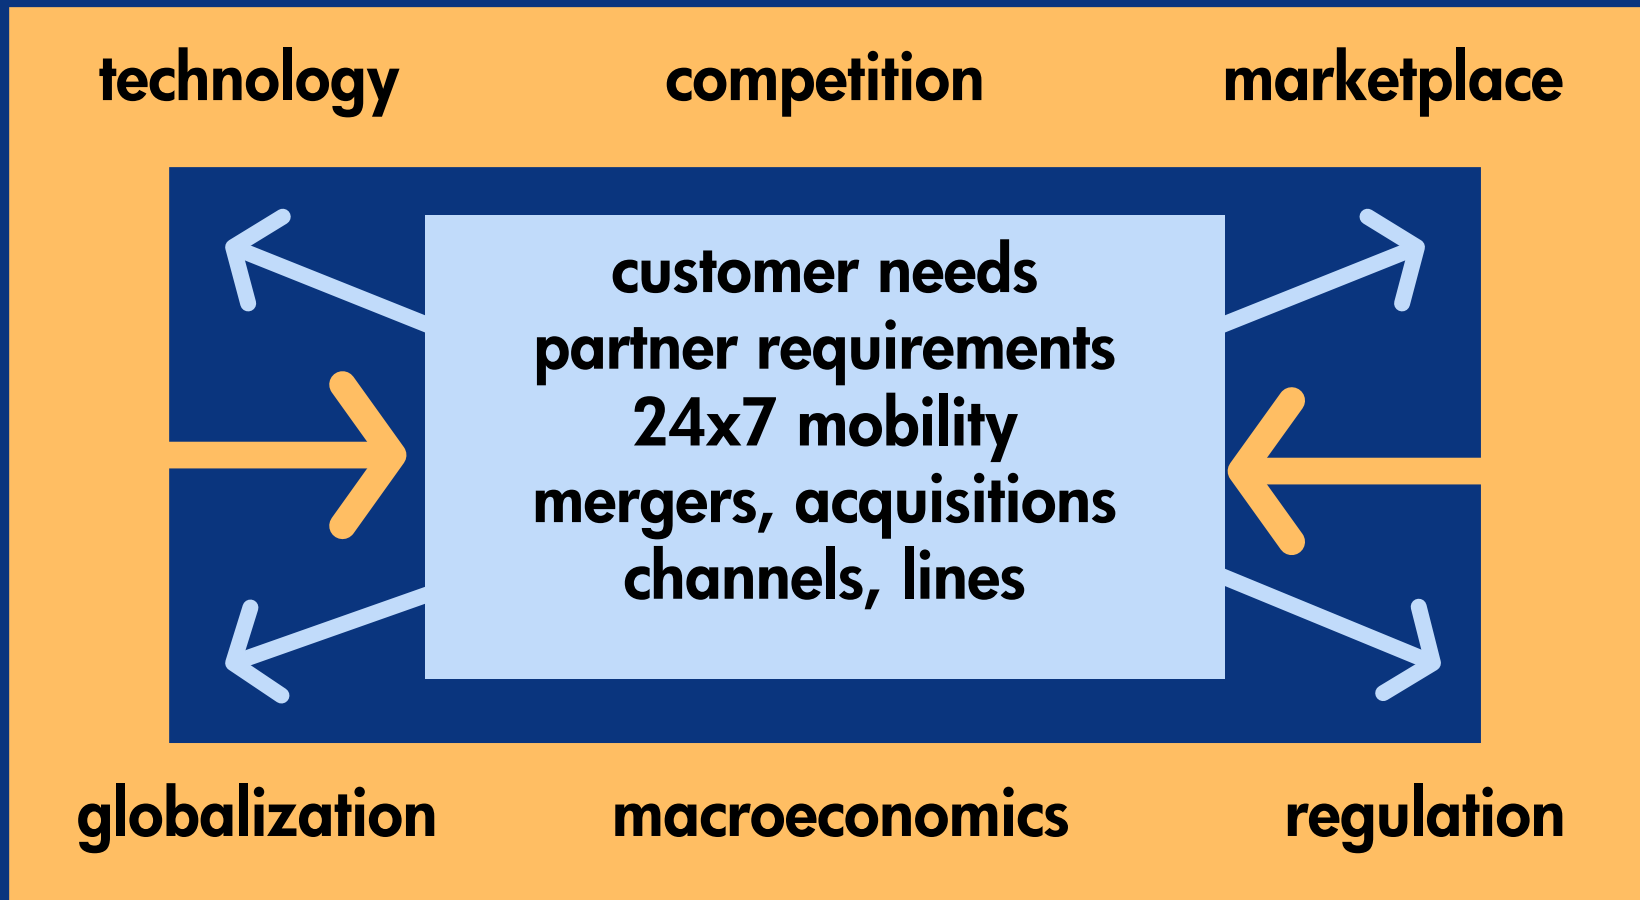 technology competition marketplace
customer needs
partner requirements
24x7 mobility
mergers, acquisitions
channels, lines
globalization macroeconomics regulation